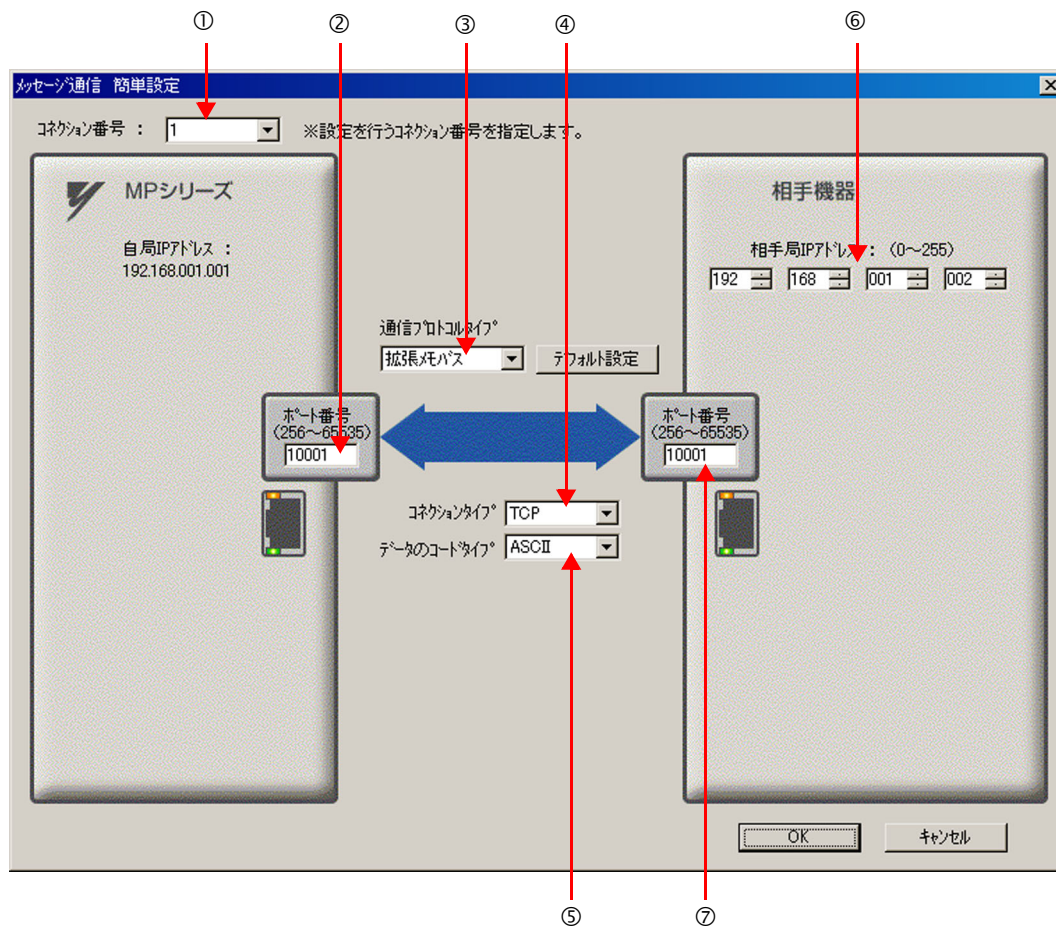 ① ② ③ ④ ⑥
メッセージ通信 簡単設定
コネクション番号 : 1 ※設定を行うコネクション番号を指定します。
MPシリーズ
自局IPアドレス :
192.168.001.001
相手機器
相手局IPアドレス : (0~255)
192 168 001 002
通信プロトコルタイプ
拡張メモバス デフォルト設定
ポート番号
(256~65535)
10001
ポート番号
(256~65535)
10001
コネクションタイプ TCP
データのコードタイプ ASCII
OK キャンセル
⑤ ⑦